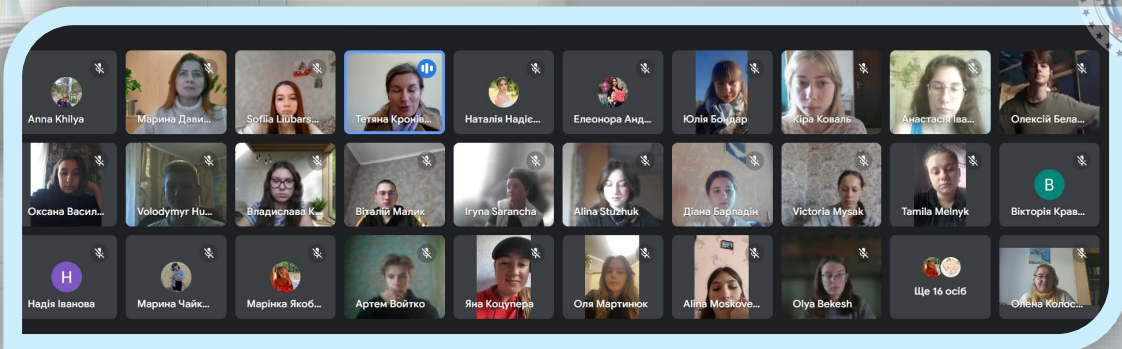 Anna Khilya
Марина Дави...
Sofiia Liubars...
Тетяна Кронів...
Наталія Надіє...
Елеонора Анд...
Юлія Бондар
Кіра Коваль
Анастасія Іва...
Олексій Бела...
Оксана Васил...
Volodymyr Hu...
Владислава К...
Віталій Малик
Iryna Sarancha
Alina Stuzhuk
Діана Барладін
Victoria Mysak
Tamila Melnyk
В
Вікторія Крав...
Н
Надія Іванова
Марина Чайк...
Марінка Якоб...
Артем Войтко
Яна Коцупера
Оля Мартинюк
Alina Moskove...
Olya Bekesh
Ще 16 осіб
Олена Колос...